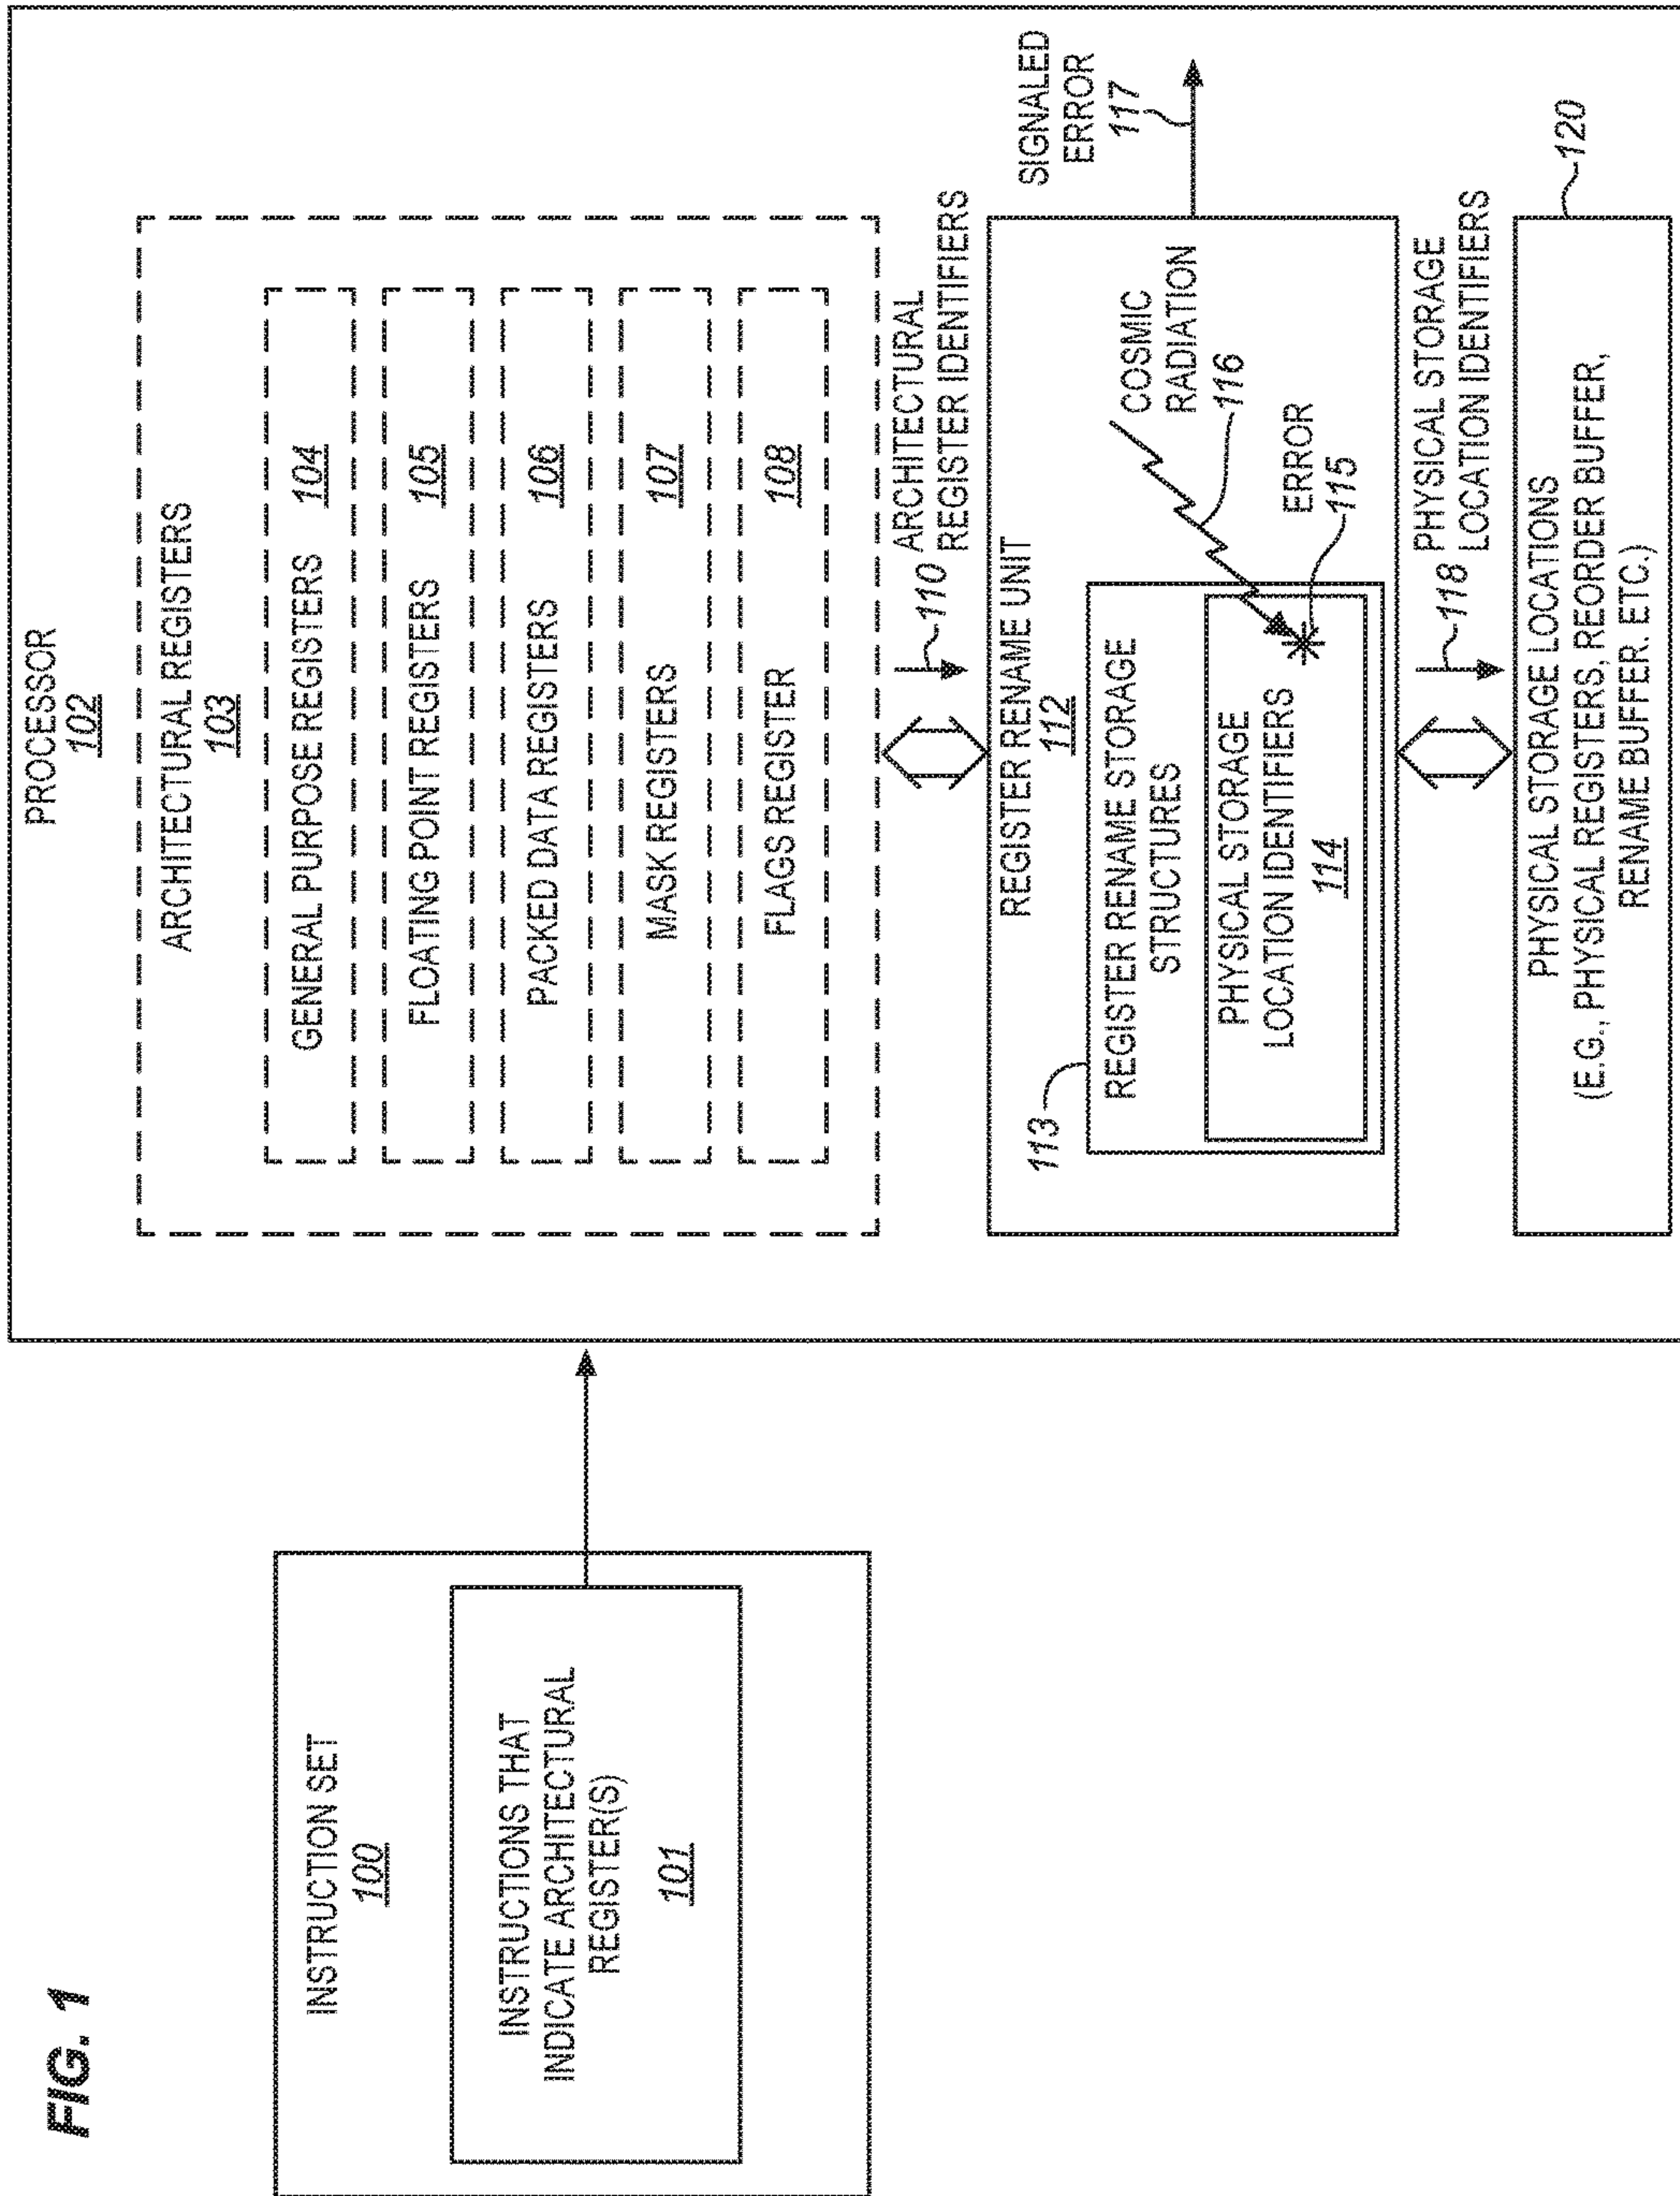 FIG. 1
INSTRUCTION SET
100
INSTRUCTIONS THAT
INDICATE ARCHITECTURAL
REGISTER(S)
101
PROCESSOR
102
ARCHITECTURAL REGISTERS
103
GENERAL PURPOSE REGISTERS 104
FLOATING POINT REGISTERS 105
PACKED DATA REGISTERS 106
MASK REGISTERS 107
FLAGS REGISTER 108
110
ARCHITECTURAL
REGISTER IDENTIFIERS
REGISTER RENAME UNIT
112
113
REGISTER RENAME STORAGE
STRUCTURES
PHYSICAL STORAGE
LOCATION IDENTIFIERS
114
COSMIC
RADIATION
116
ERROR
115
SIGNALED
ERROR
117
118
PHYSICAL STORAGE
LOCATION IDENTIFIERS
PHYSICAL STORAGE LOCATIONS
(E.G., PHYSICAL REGISTERS, REORDER BUFFER,
RENAME BUFFER. ETC.)
120